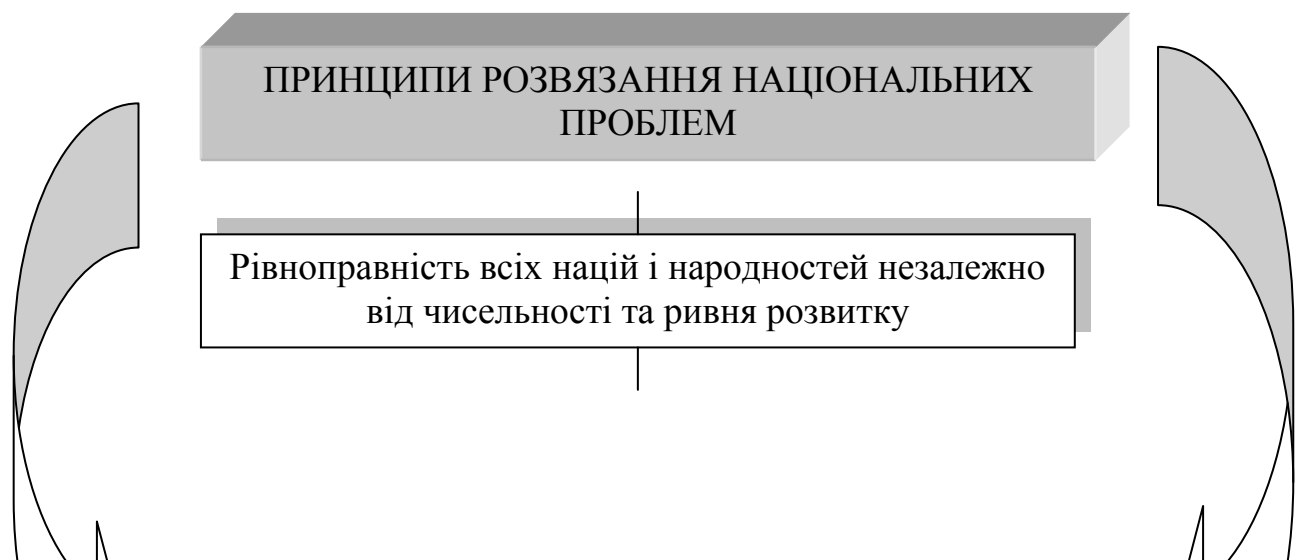 ПРИНЦИПИ РОЗВЯЗАННЯ НАЦІОНАЛЬНИХ
ПРОБЛЕМ
Рівноправність всіх націй і народностей незалежно
від чисельності та ривня розвитку